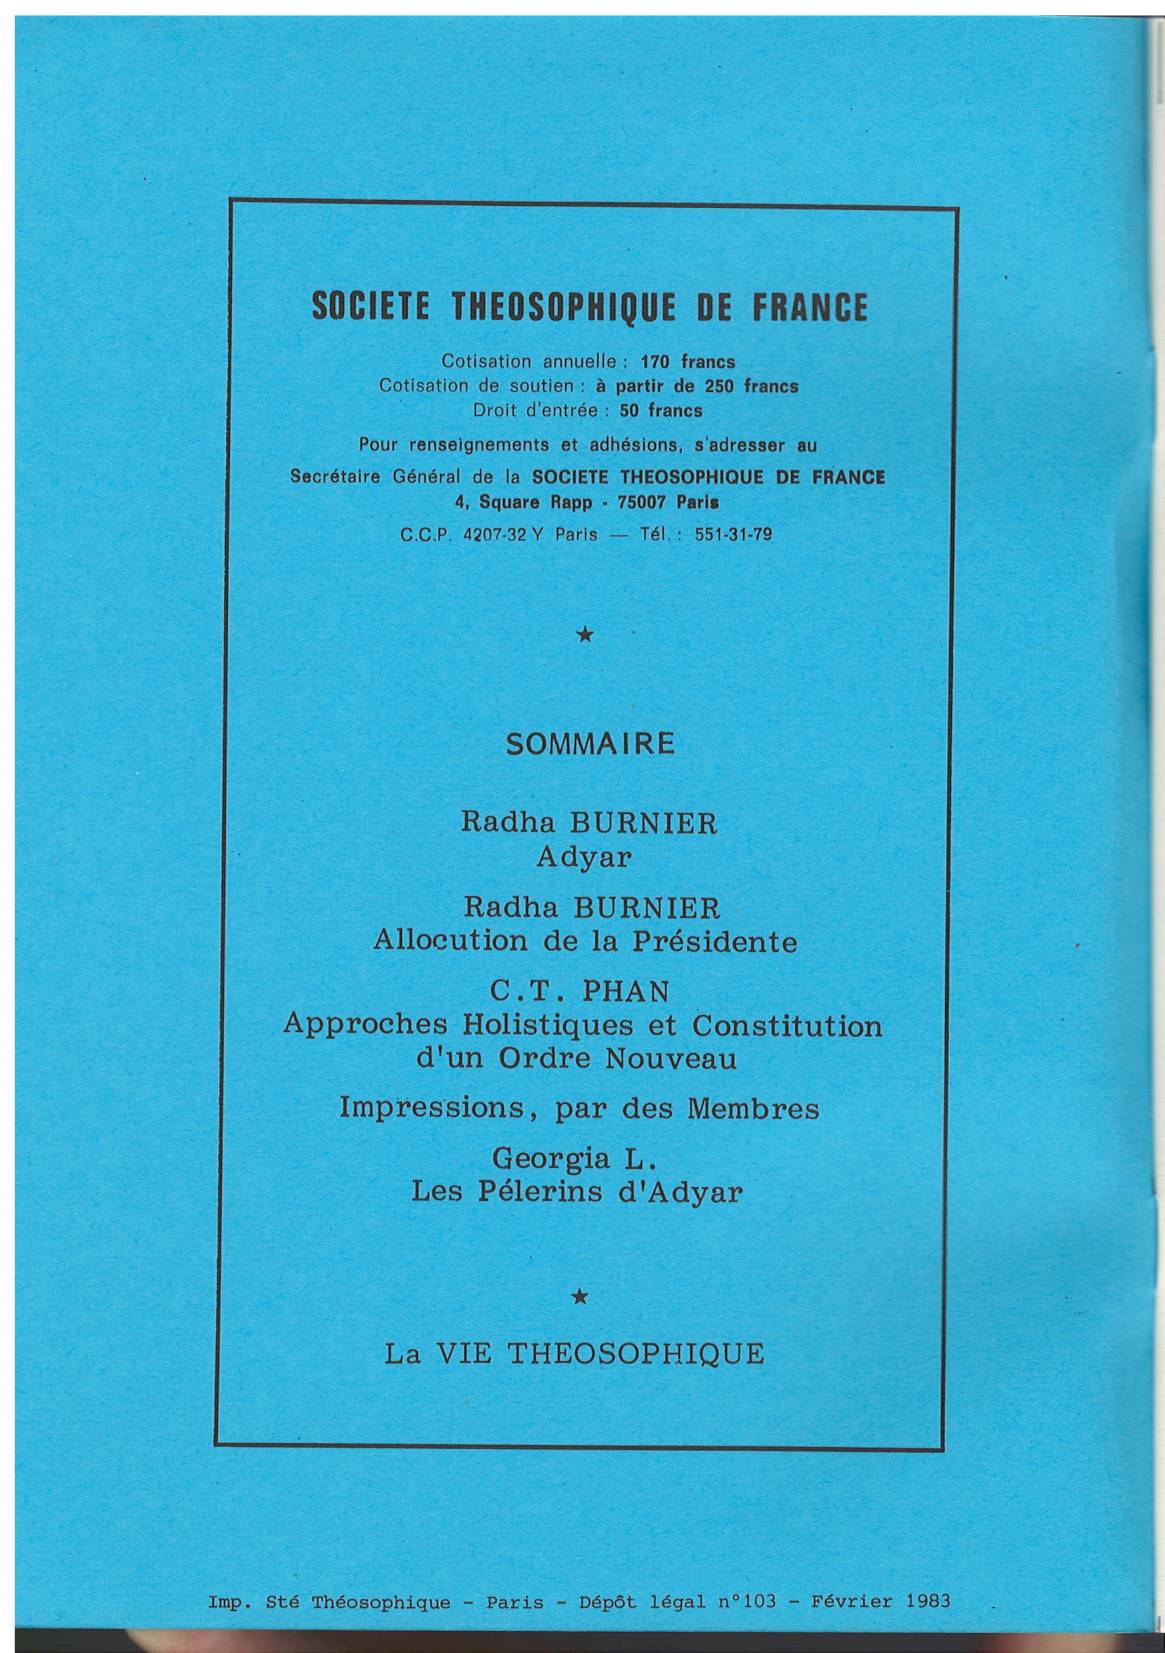 SOCIETE THEOSOPHIQUE DE FRANCE
Cotisation annuelle : 170 francs
Cotisation de soutien : à partir de 250 francs
Droit d'entrée : 50 francs
Pour renseignements et adhésions, s'adresser au
Secrétaire Général de la SOCIETE THEOSOPHIQUE DE FRANCE
4, Square Rapp - 75007 Paris
C.C.P. 4207-32 Y Paris — Tél. : 551-31-79
★
SOMMAIRE
Radha BURNIER
Adyar
Radha BURNIER
Allocution de la Présidente
C.T. PHAN
Approches Holistiques et Constitution
d'un Ordre Nouveau
Impressions, par des Membres
Georgia L.
Les Pélerins d'Adyar
★
La VIE THEOSOPHIQUE
Imp. Sté Théosophique - Paris - Dépôt légal n°103 - Février 1983